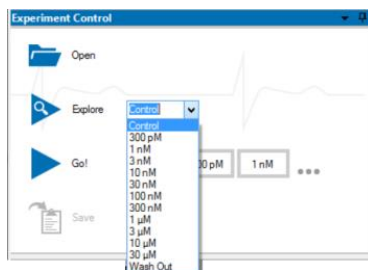 Experiment Control
Open
Explore
Control
Control
300 pM
1 nM
3 nM
10 nM
30 nM
100 nM
300 nM
1 µM
3 µM
10 µM
30 µM
Wash Out
Go!
1 nM
Save